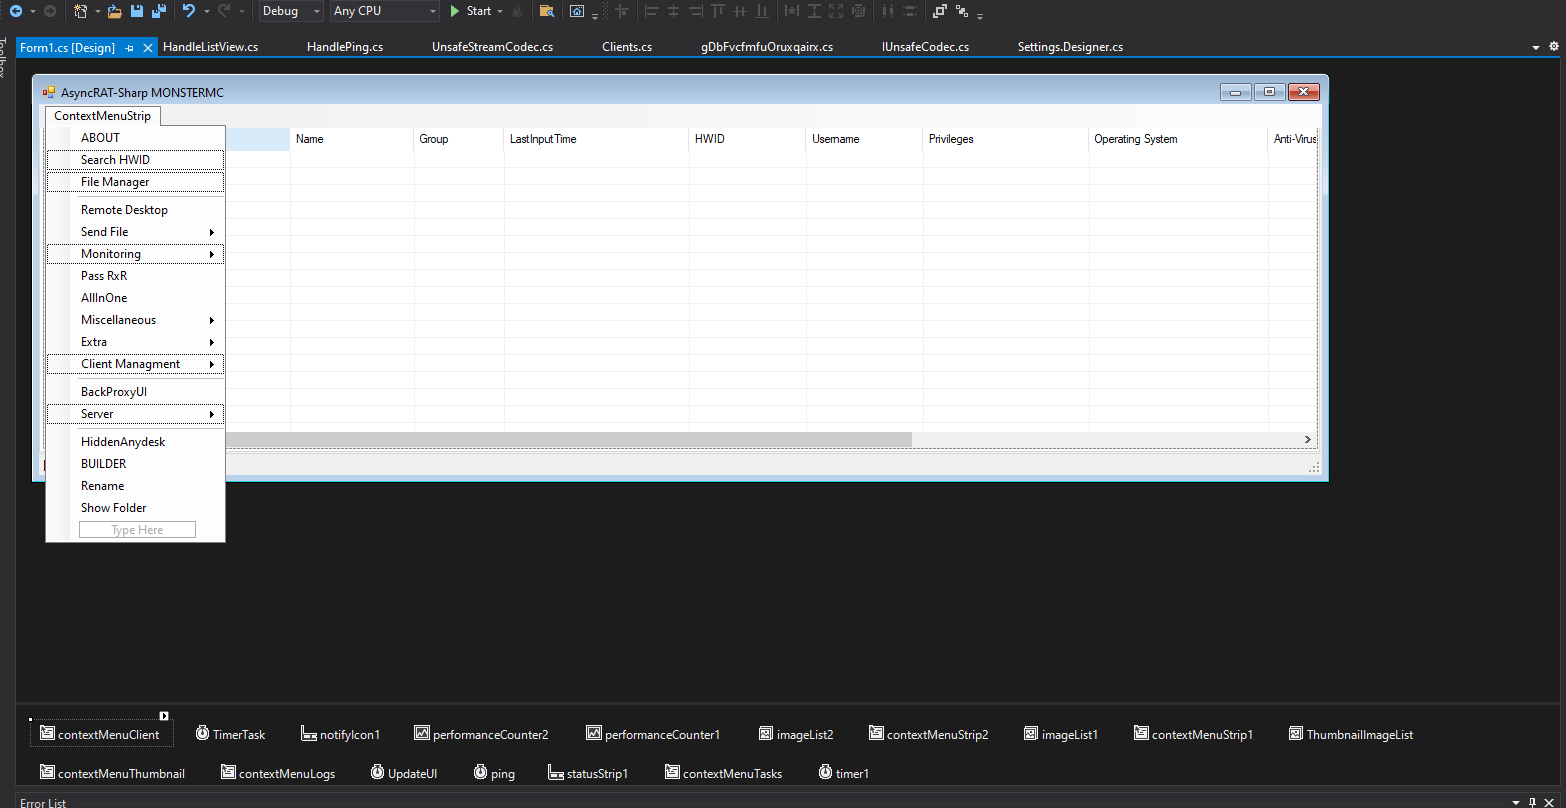 Debug Any CPU Start
Toolbox
Form1.cs [Design] HandleListView.cs HandlePing.cs UnsafeStreamCodec.cs Clients.cs gDbFvcfmfuOruxqairx.cs IUnsafeCodec.cs Settings.Designer.cs
AsyncRAT-Sharp MONSTERMC
ContextMenuStrip
Name Group LastInputTime HWID Username Privileges Operating System Anti-Virus
ABOUT
Search HWID
File Manager
Remote Desktop
Send File
Monitoring
Pass RxR
AllInOne
Miscellaneous
Extra
Client Managment
BackProxyUI
Server
HiddenAnydesk
BUILDER
Rename
Show Folder
Type Here
contextMenuClient TimerTask notifyIcon1 performanceCounter2 performanceCounter1 imageList2 contextMenuStrip2 imageList1 contextMenuStrip1 ThumbnailImageList
contextMenuThumbnail contextMenuLogs UpdateUI ping statusStrip1 contextMenuTasks timer1
Error List